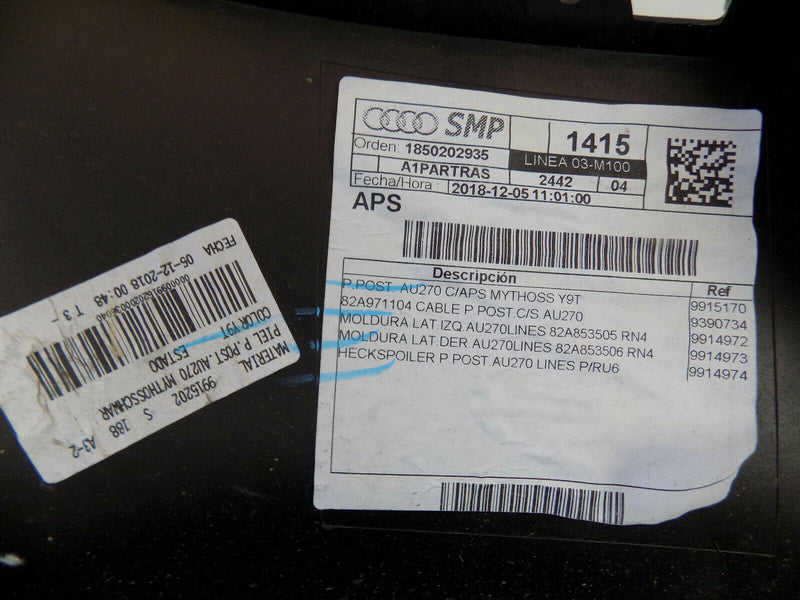 SMP
1415
Orden: 1850202935
LINEA 03-M100
A1PARTRAS
2442
04
Fecha/Hora : 2018-12-05 11:01:00
APS
Descripción Ref
P.POST. AU270 C/APS MYTHOSS Y9T 9915170
82A971104 CABLE P POST.C/S.AU270 9390734
MOLDURA LAT.IZQ.AU270LINES 82A853505 RN4 9914972
MOLDURA LAT.DER.AU270LINES 82A853506 RN4 9914973
HECKSPOILER P.POST.AU270 LINES P/RU6 9914974
MATERIAL 9915202 S 188 A3-2
PIEL P. POST. AU270 MYTHOSSCHWAR
ESTADO
COLOR Y9T
FECHA 05-12-2018 00:48 T 3 -